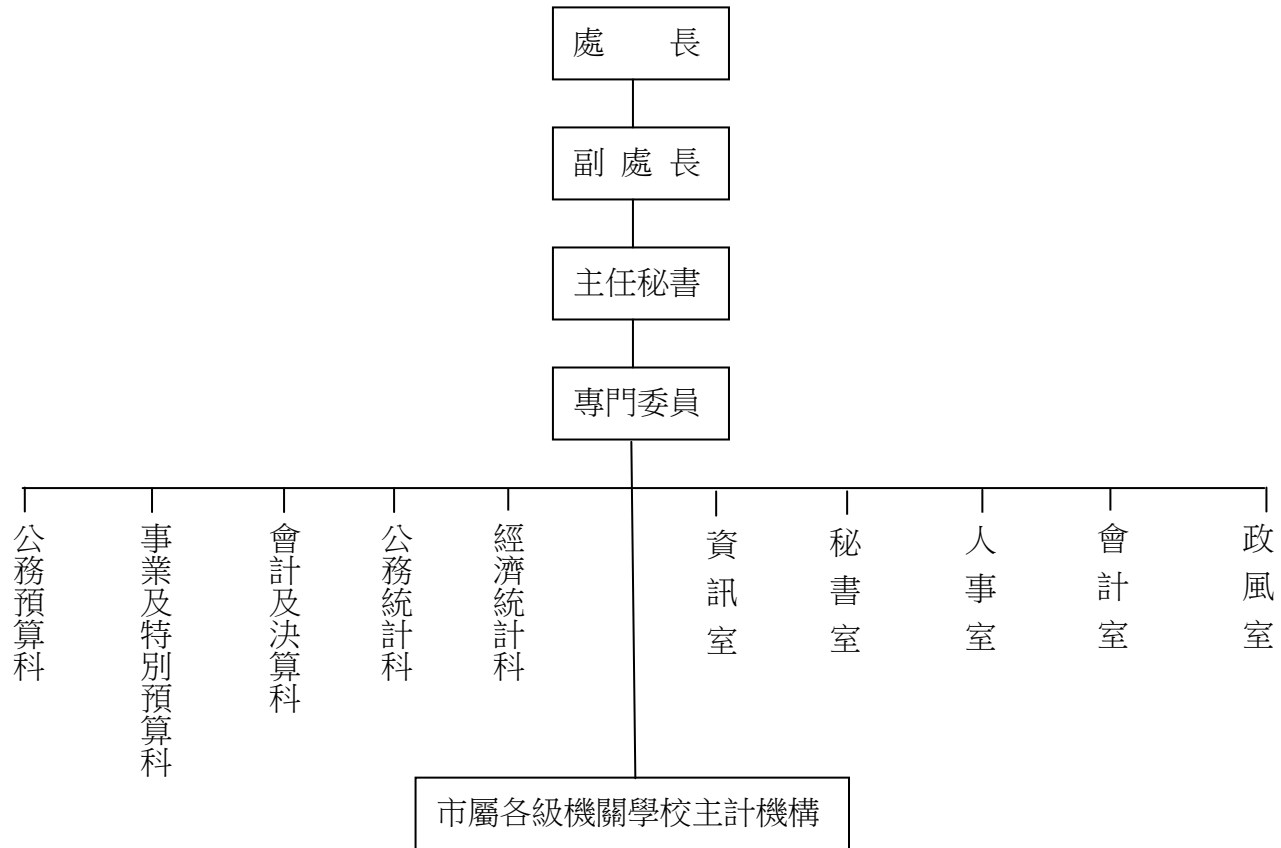 處長
副處長
主任秘書
專門委員
公務預算科
事業及特別預算科
會計及決算科
公務統計科
經濟統計科
資訊室
秘書室
人事室
會計室
政風室
市屬各級機關學校主計機構